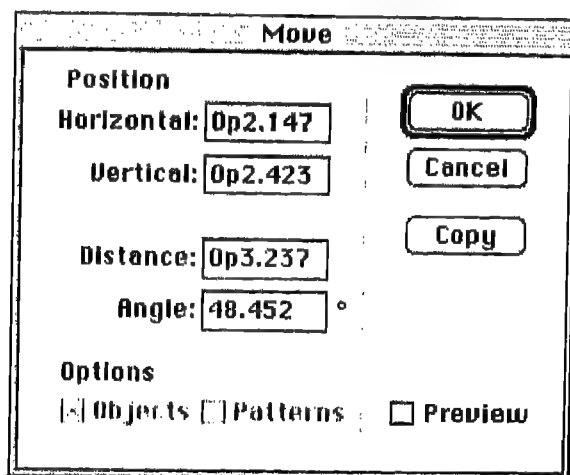 Move
Position
Horizontal: 0p2.147
Vertical: 0p2.423
Distance: 0p3.237
Angle: 48.452 °
Options
Objects Patterns
Preview
OK
Cancel
Copy